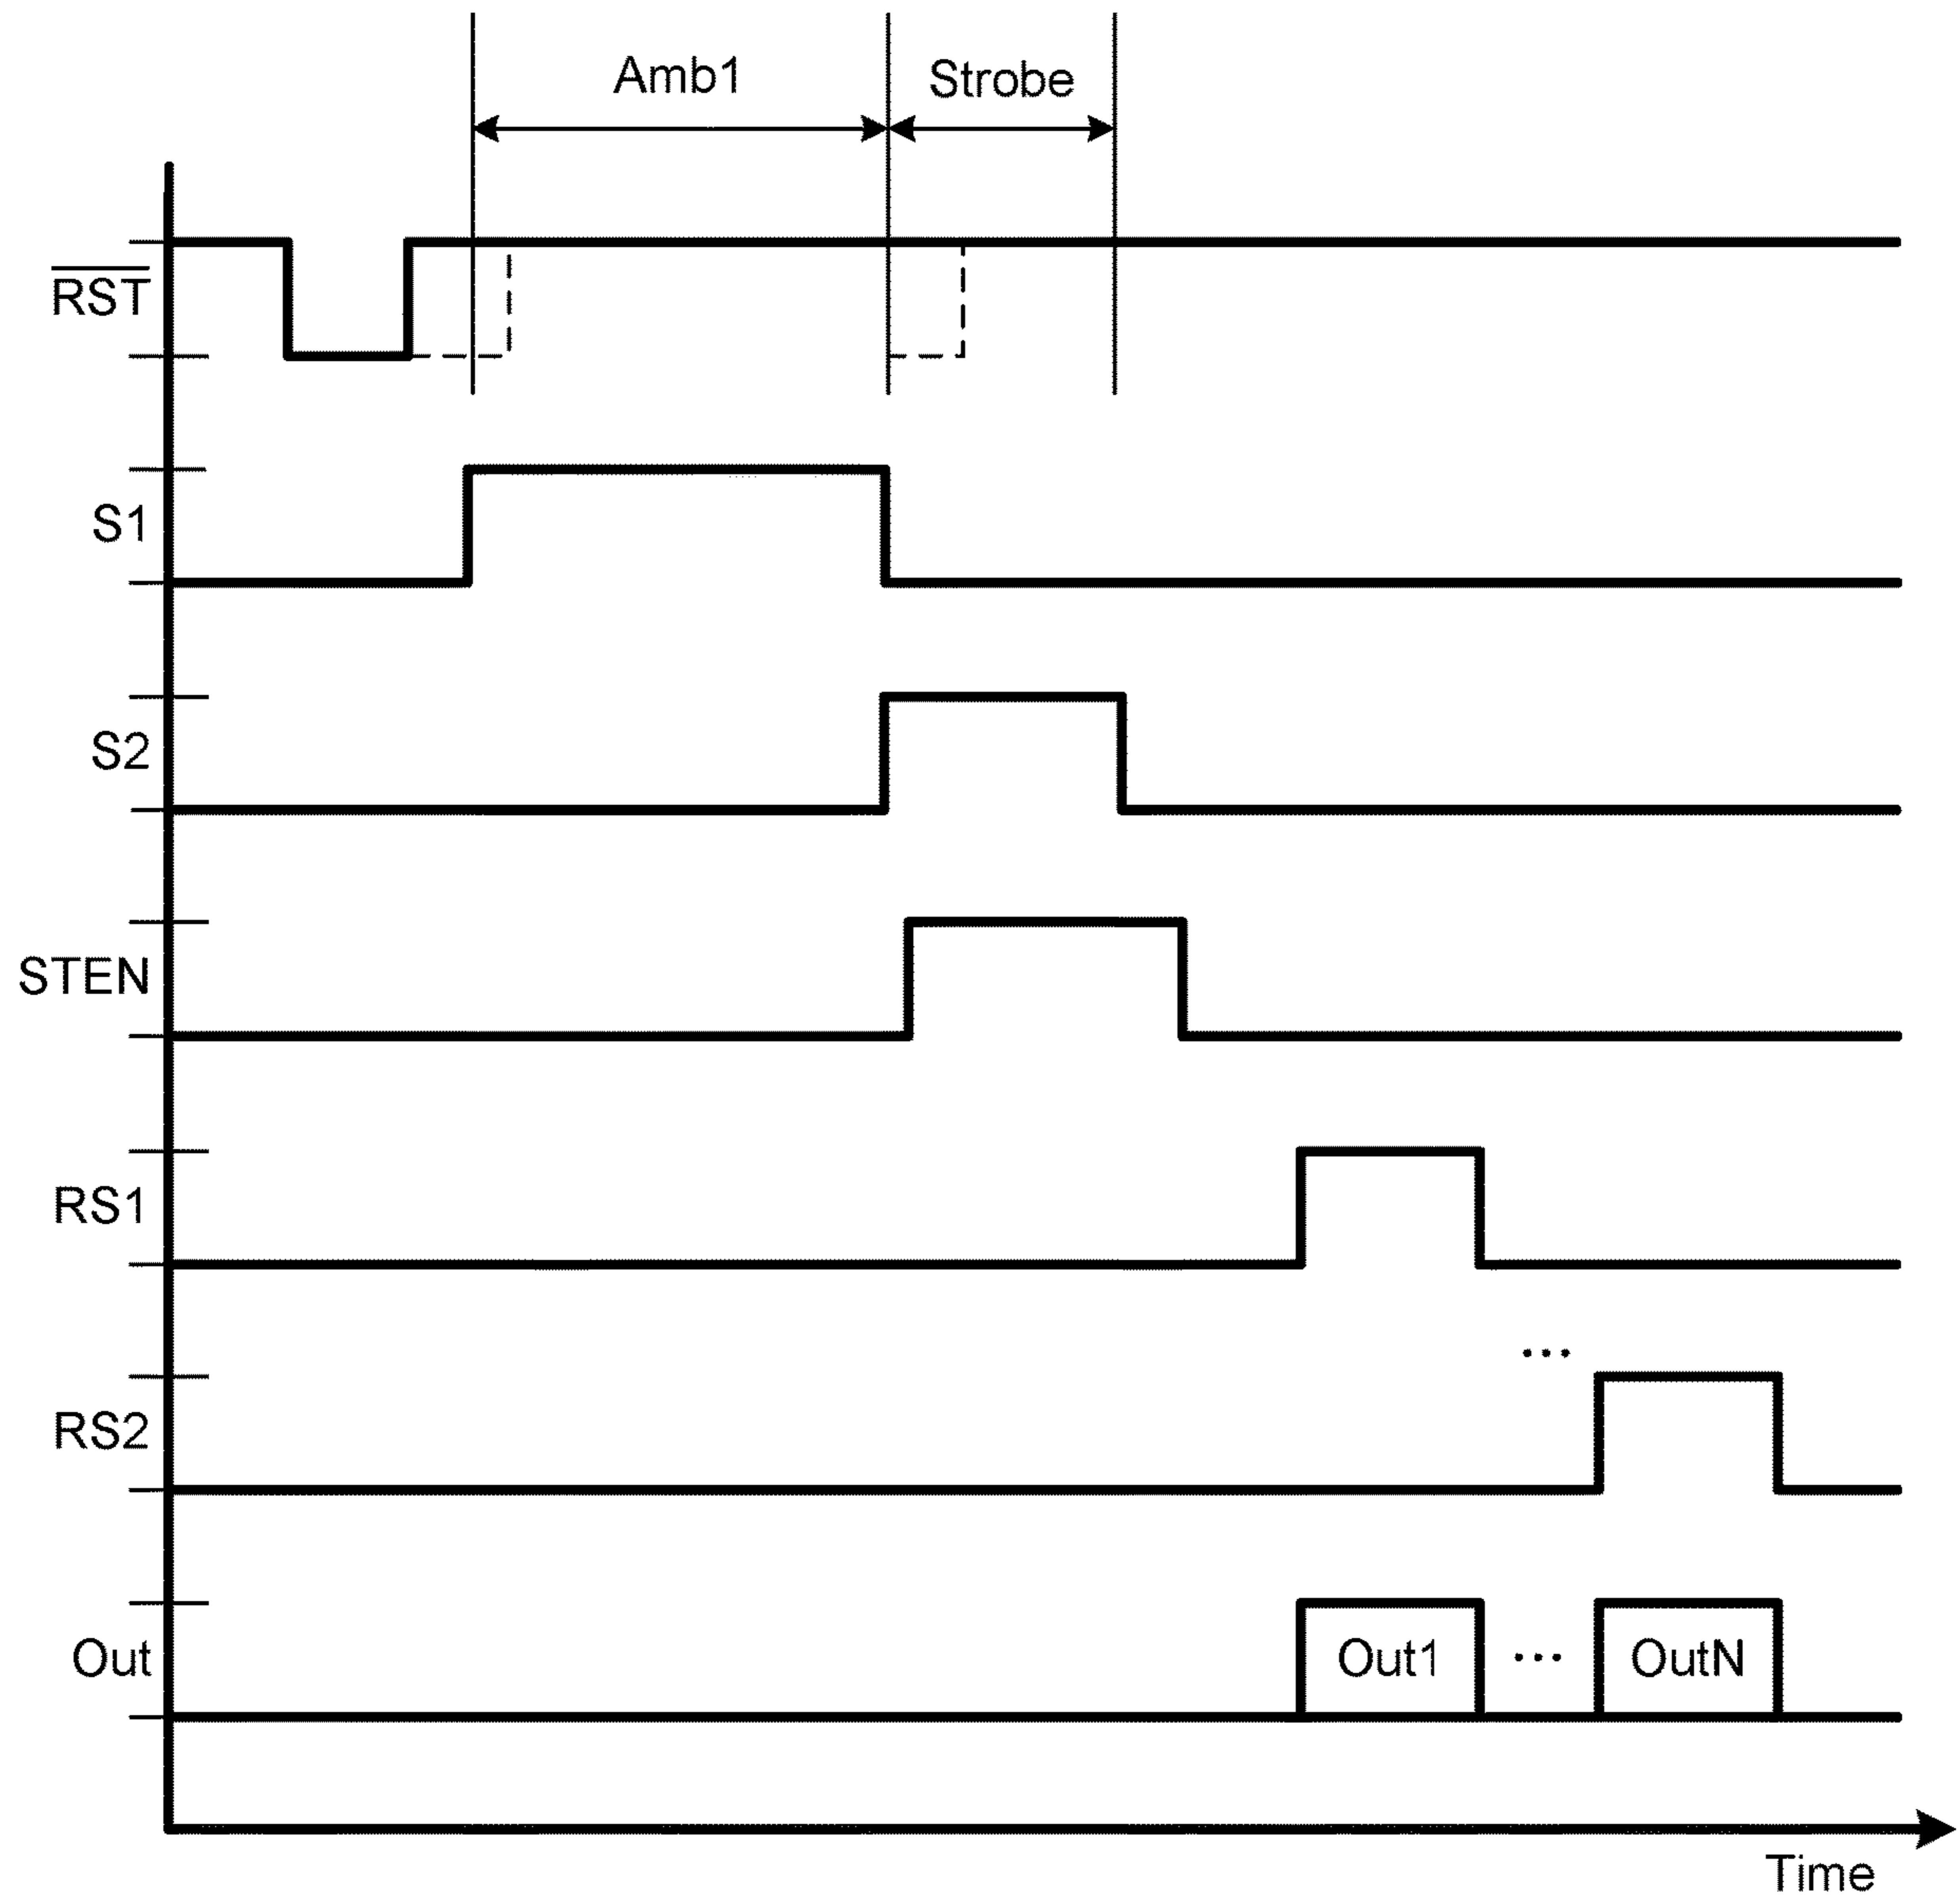 Amb1
Strobe
RST
S1
S2
STEN
RS1
...
RS2
Out
Out1
...
OutN
Time